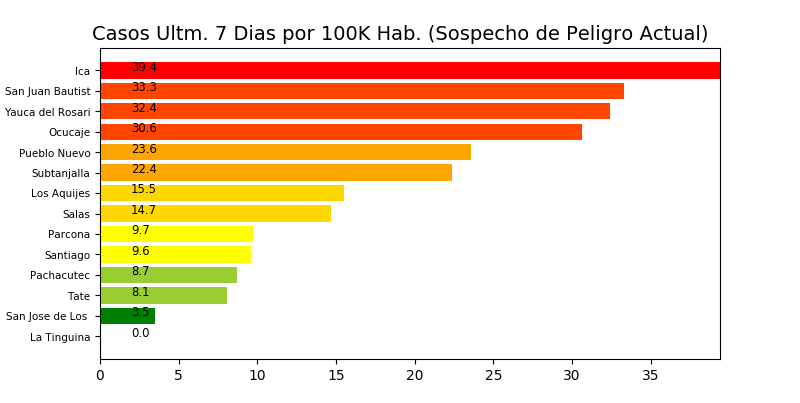 Casos Ultm. 7 Dias por 100K Hab. (Sospecho de Peligro Actual)
Ica 39.4
San Juan Bautist 33.3
Yauca del Rosari 32.4
Ocucaje 30.6
Pueblo Nuevo 23.6
Subtanjalla 22.4
Los Aquijes 15.5
Salas 14.7
Parcona 9.7
Santiago 9.6
Pachacutec 8.7
Tate 8.1
San Jose de Los 3.5
La Tinguina 0.0
0 5 10 15 20 25 30 35